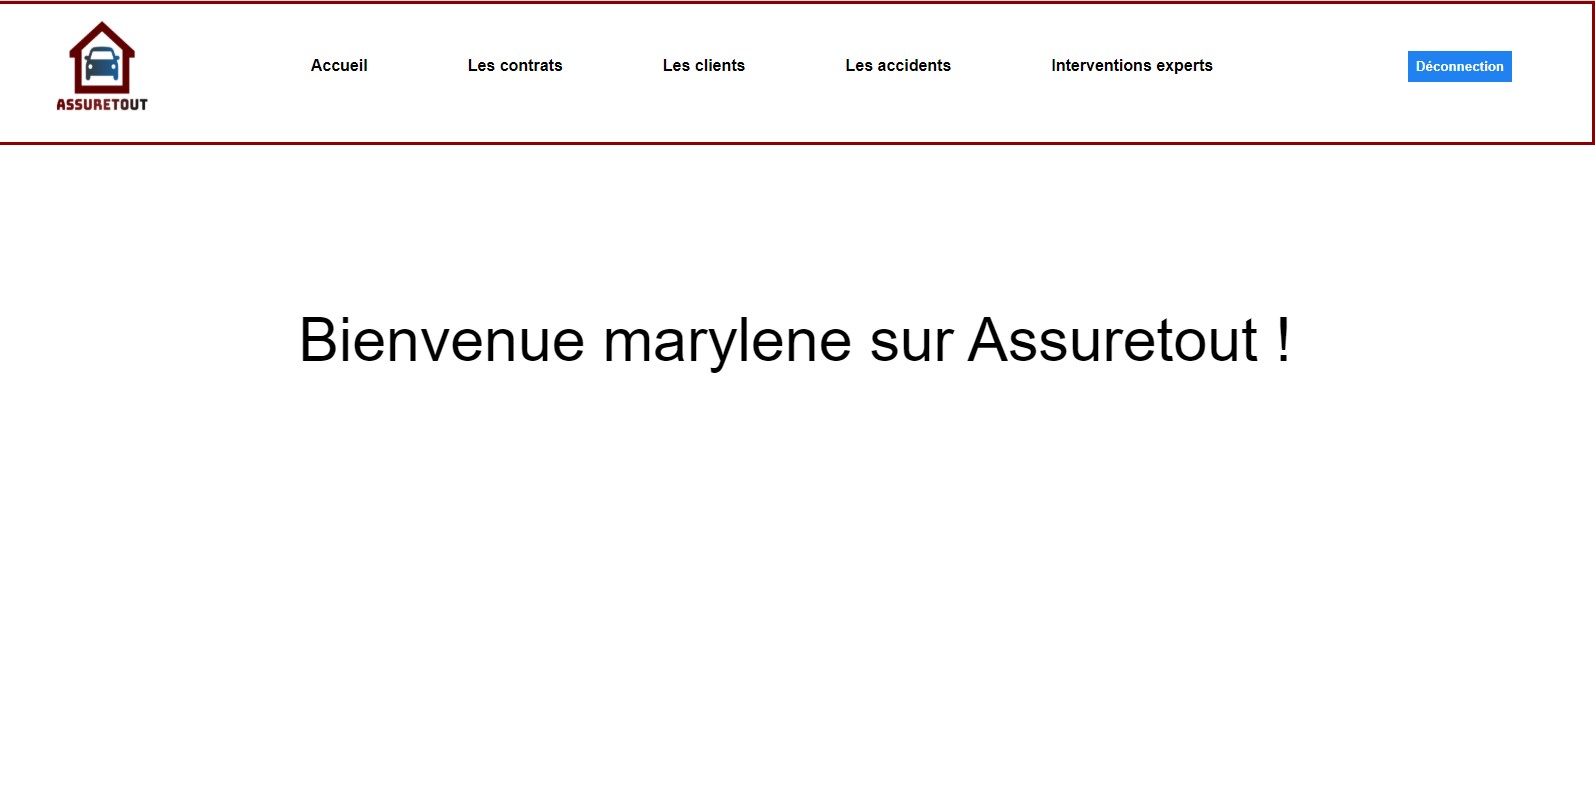 ASSURETOUT
Accueil
Les contrats
Les clients
Les accidents
Interventions experts
Déconnection
Bienvenue marylene sur Assuretout !